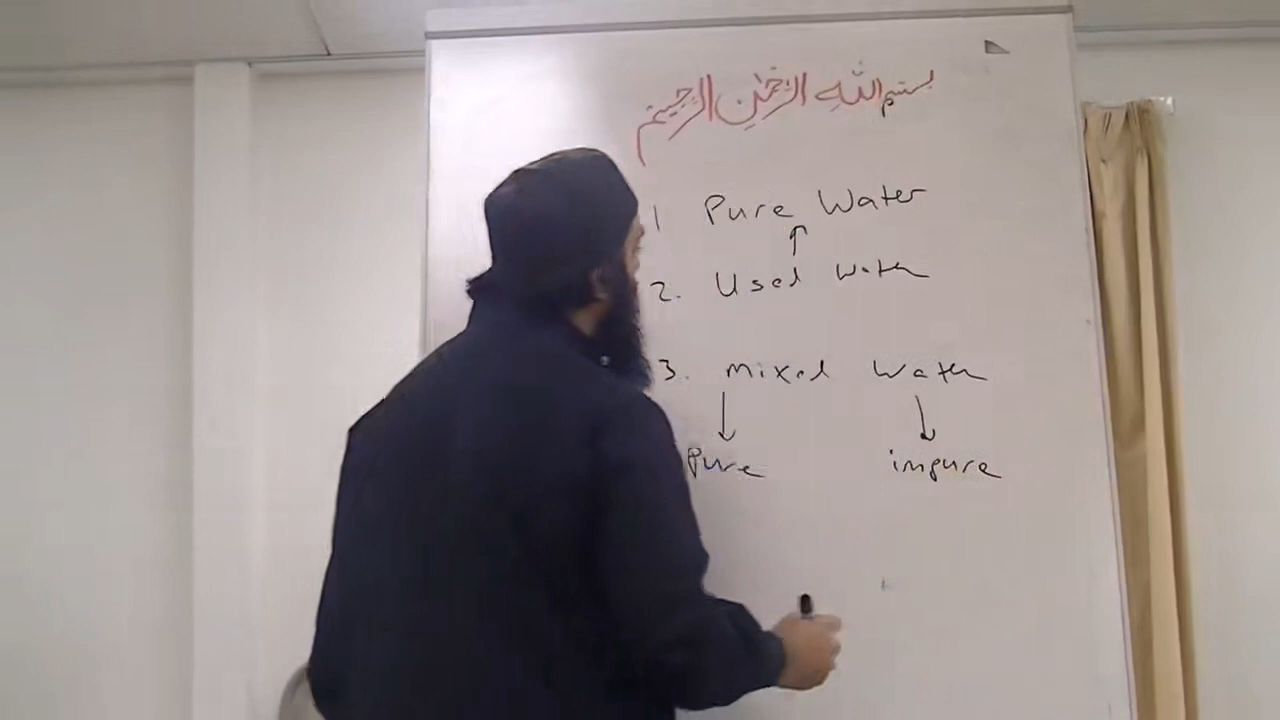 بسم الله الرحمن الرحيم
1 Pure Water
↑
2. Used Water
3. Mixed Water
↓ ↓
Pure impure